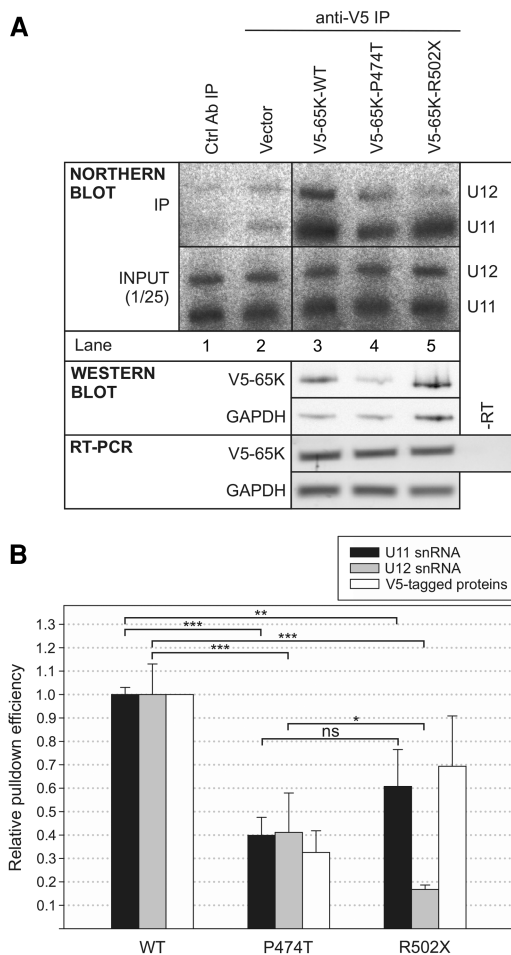 A
anti-V5 IP
Ctrl Ab IP
Vector
V5-65K-WT
V5-65K-P474T
V5-65K-R502X
NORTHERN
BLOT
IP
U12
U11
INPUT
(1/25)
U12
U11
Lane 1 2 3 4 5
WESTERN
BLOT
V5-65K
GAPDH
-RT
RT-PCR
V5-65K
GAPDH
B
U11 snRNA
U12 snRNA
V5-tagged proteins
Relative pulldown efficiency
1.3
1.2
1.0
0.9
0.8
0.7
0.6
0.4
0.3
0.2
0.1
**
***
***
***
*
ns
WT P474T R502X